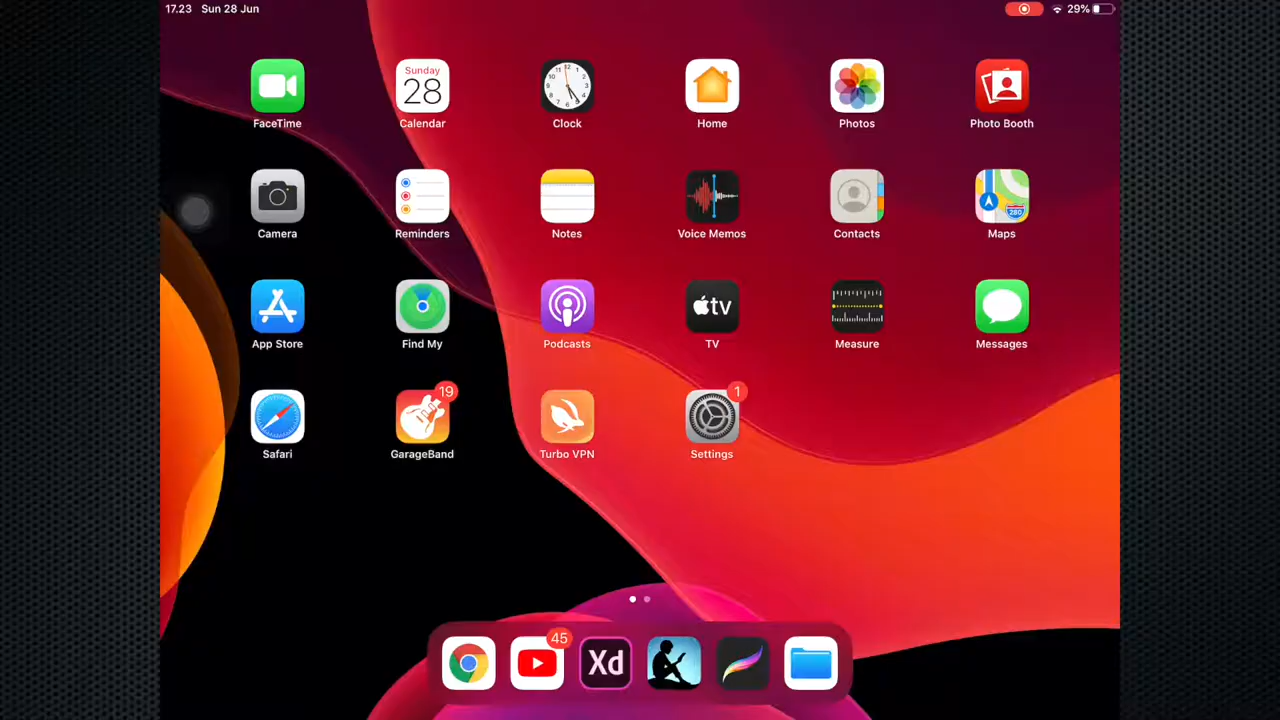 17.23 Sun 28 Jun 29%
Sunday
28
FaceTime Calendar Clock Home Photos Photo Booth
280
Camera Reminders Notes Voice Memos Contacts Maps
tv
App Store Find My Podcasts TV Measure Messages
19 1
Safari GarageBand Turbo VPN Settings
45
Xd